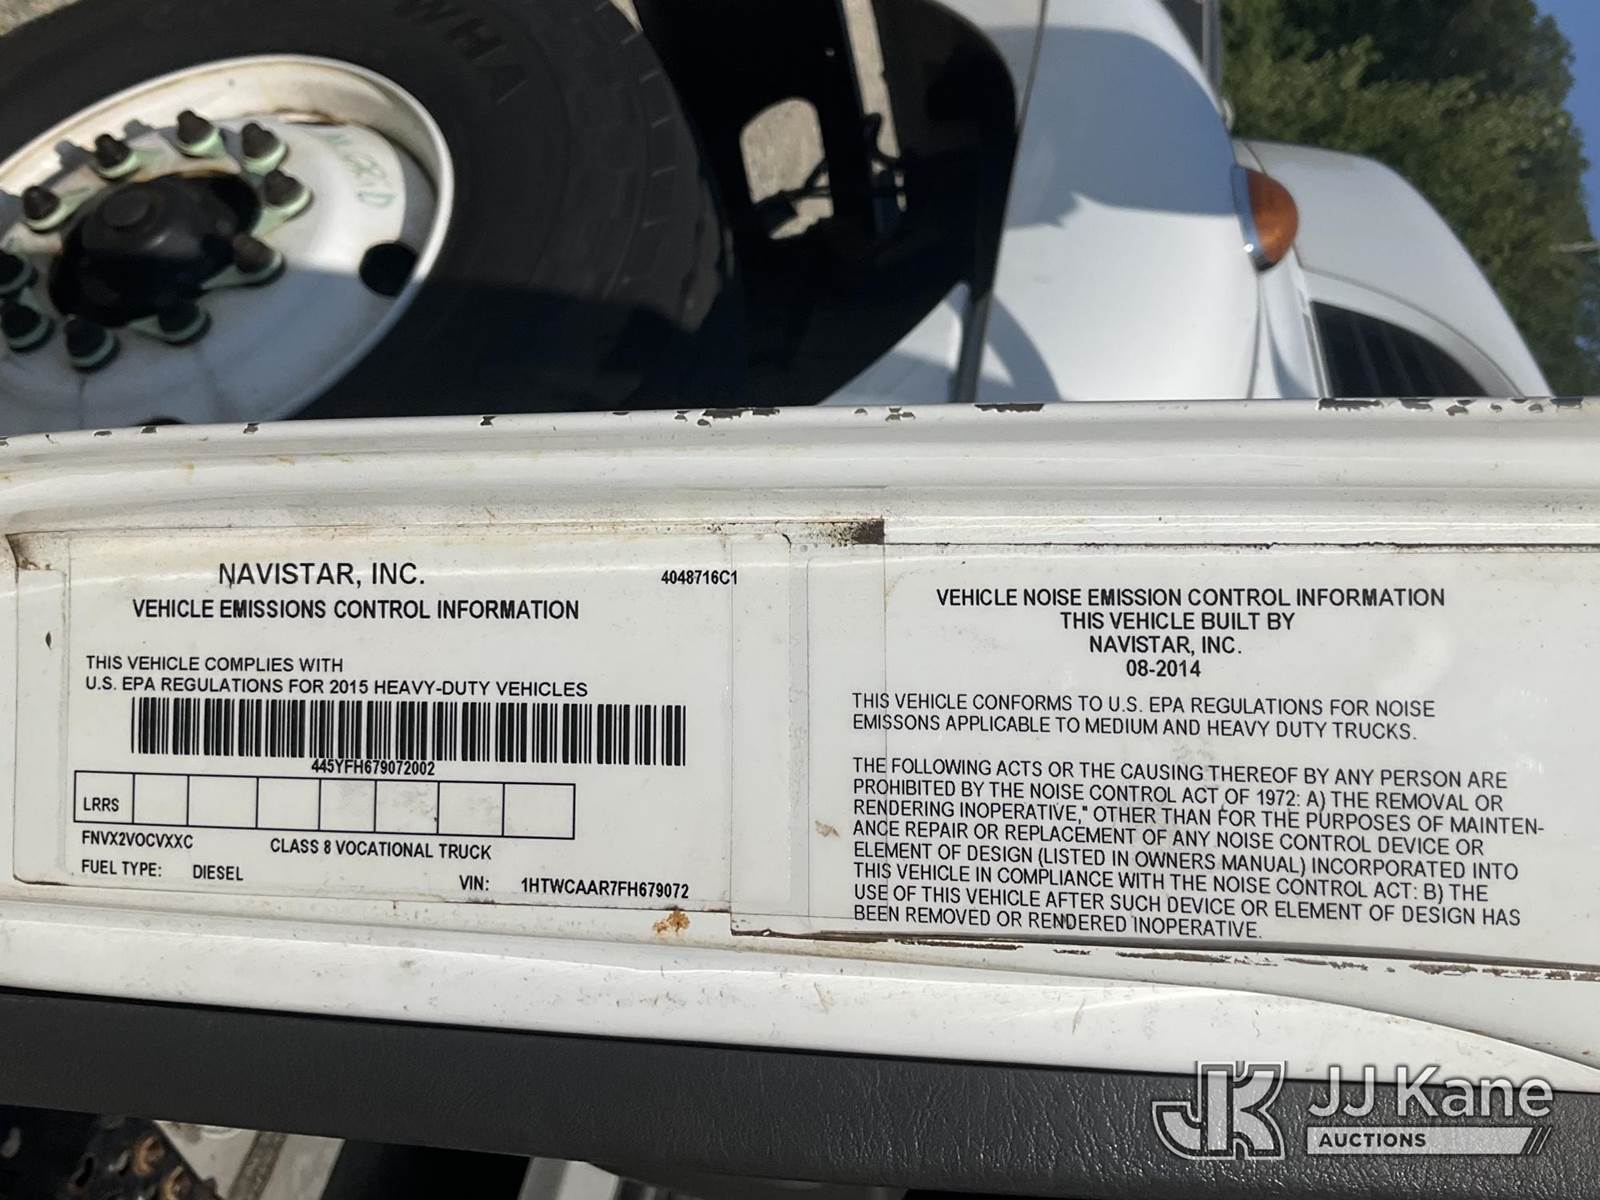 WHA
NAVISTAR, INC.
4048716C1
VEHICLE EMISSIONS CONTROL INFORMATION
THIS VEHICLE COMPLIES WITH
U.S. EPA REGULATIONS FOR 2015 HEAVY-DUTY VEHICLES
445YFH679072002
LRRS
FNVX2VOCVXXC CLASS 8 VOCATIONAL TRUCK
FUEL TYPE: DIESEL VIN: 1HTWCAAR7FH679072
VEHICLE NOISE EMISSION CONTROL INFORMATION
THIS VEHICLE BUILT BY
NAVISTAR, INC.
08-2014
THIS VEHICLE CONFORMS TO U.S. EPA REGULATIONS FOR NOISE
EMISSONS APPLICABLE TO MEDIUM AND HEAVY DUTY TRUCKS.
THE FOLLOWING ACTS OR THE CAUSING THEREOF BY ANY PERSON ARE
PROHIBITED BY THE NOISE CONTROL ACT OF 1972: A) THE REMOVAL OR
RENDERING INOPERATIVE," OTHER THAN FOR THE PURPOSES OF MAINTEN-
ANCE REPAIR OR REPLACEMENT OF ANY NOISE CONTROL DEVICE OR
ELEMENT OF DESIGN (LISTED IN OWNERS MANUAL) INCORPORATED INTO
THIS VEHICLE IN COMPLIANCE WITH THE NOISE CONTROL ACT: B) THE
USE OF THIS VEHICLE AFTER SUCH DEVICE OR ELEMENT OF DESIGN HAS
BEEN REMOVED OR RENDERED INOPERATIVE.
JK JJ Kane
AUCTIONS